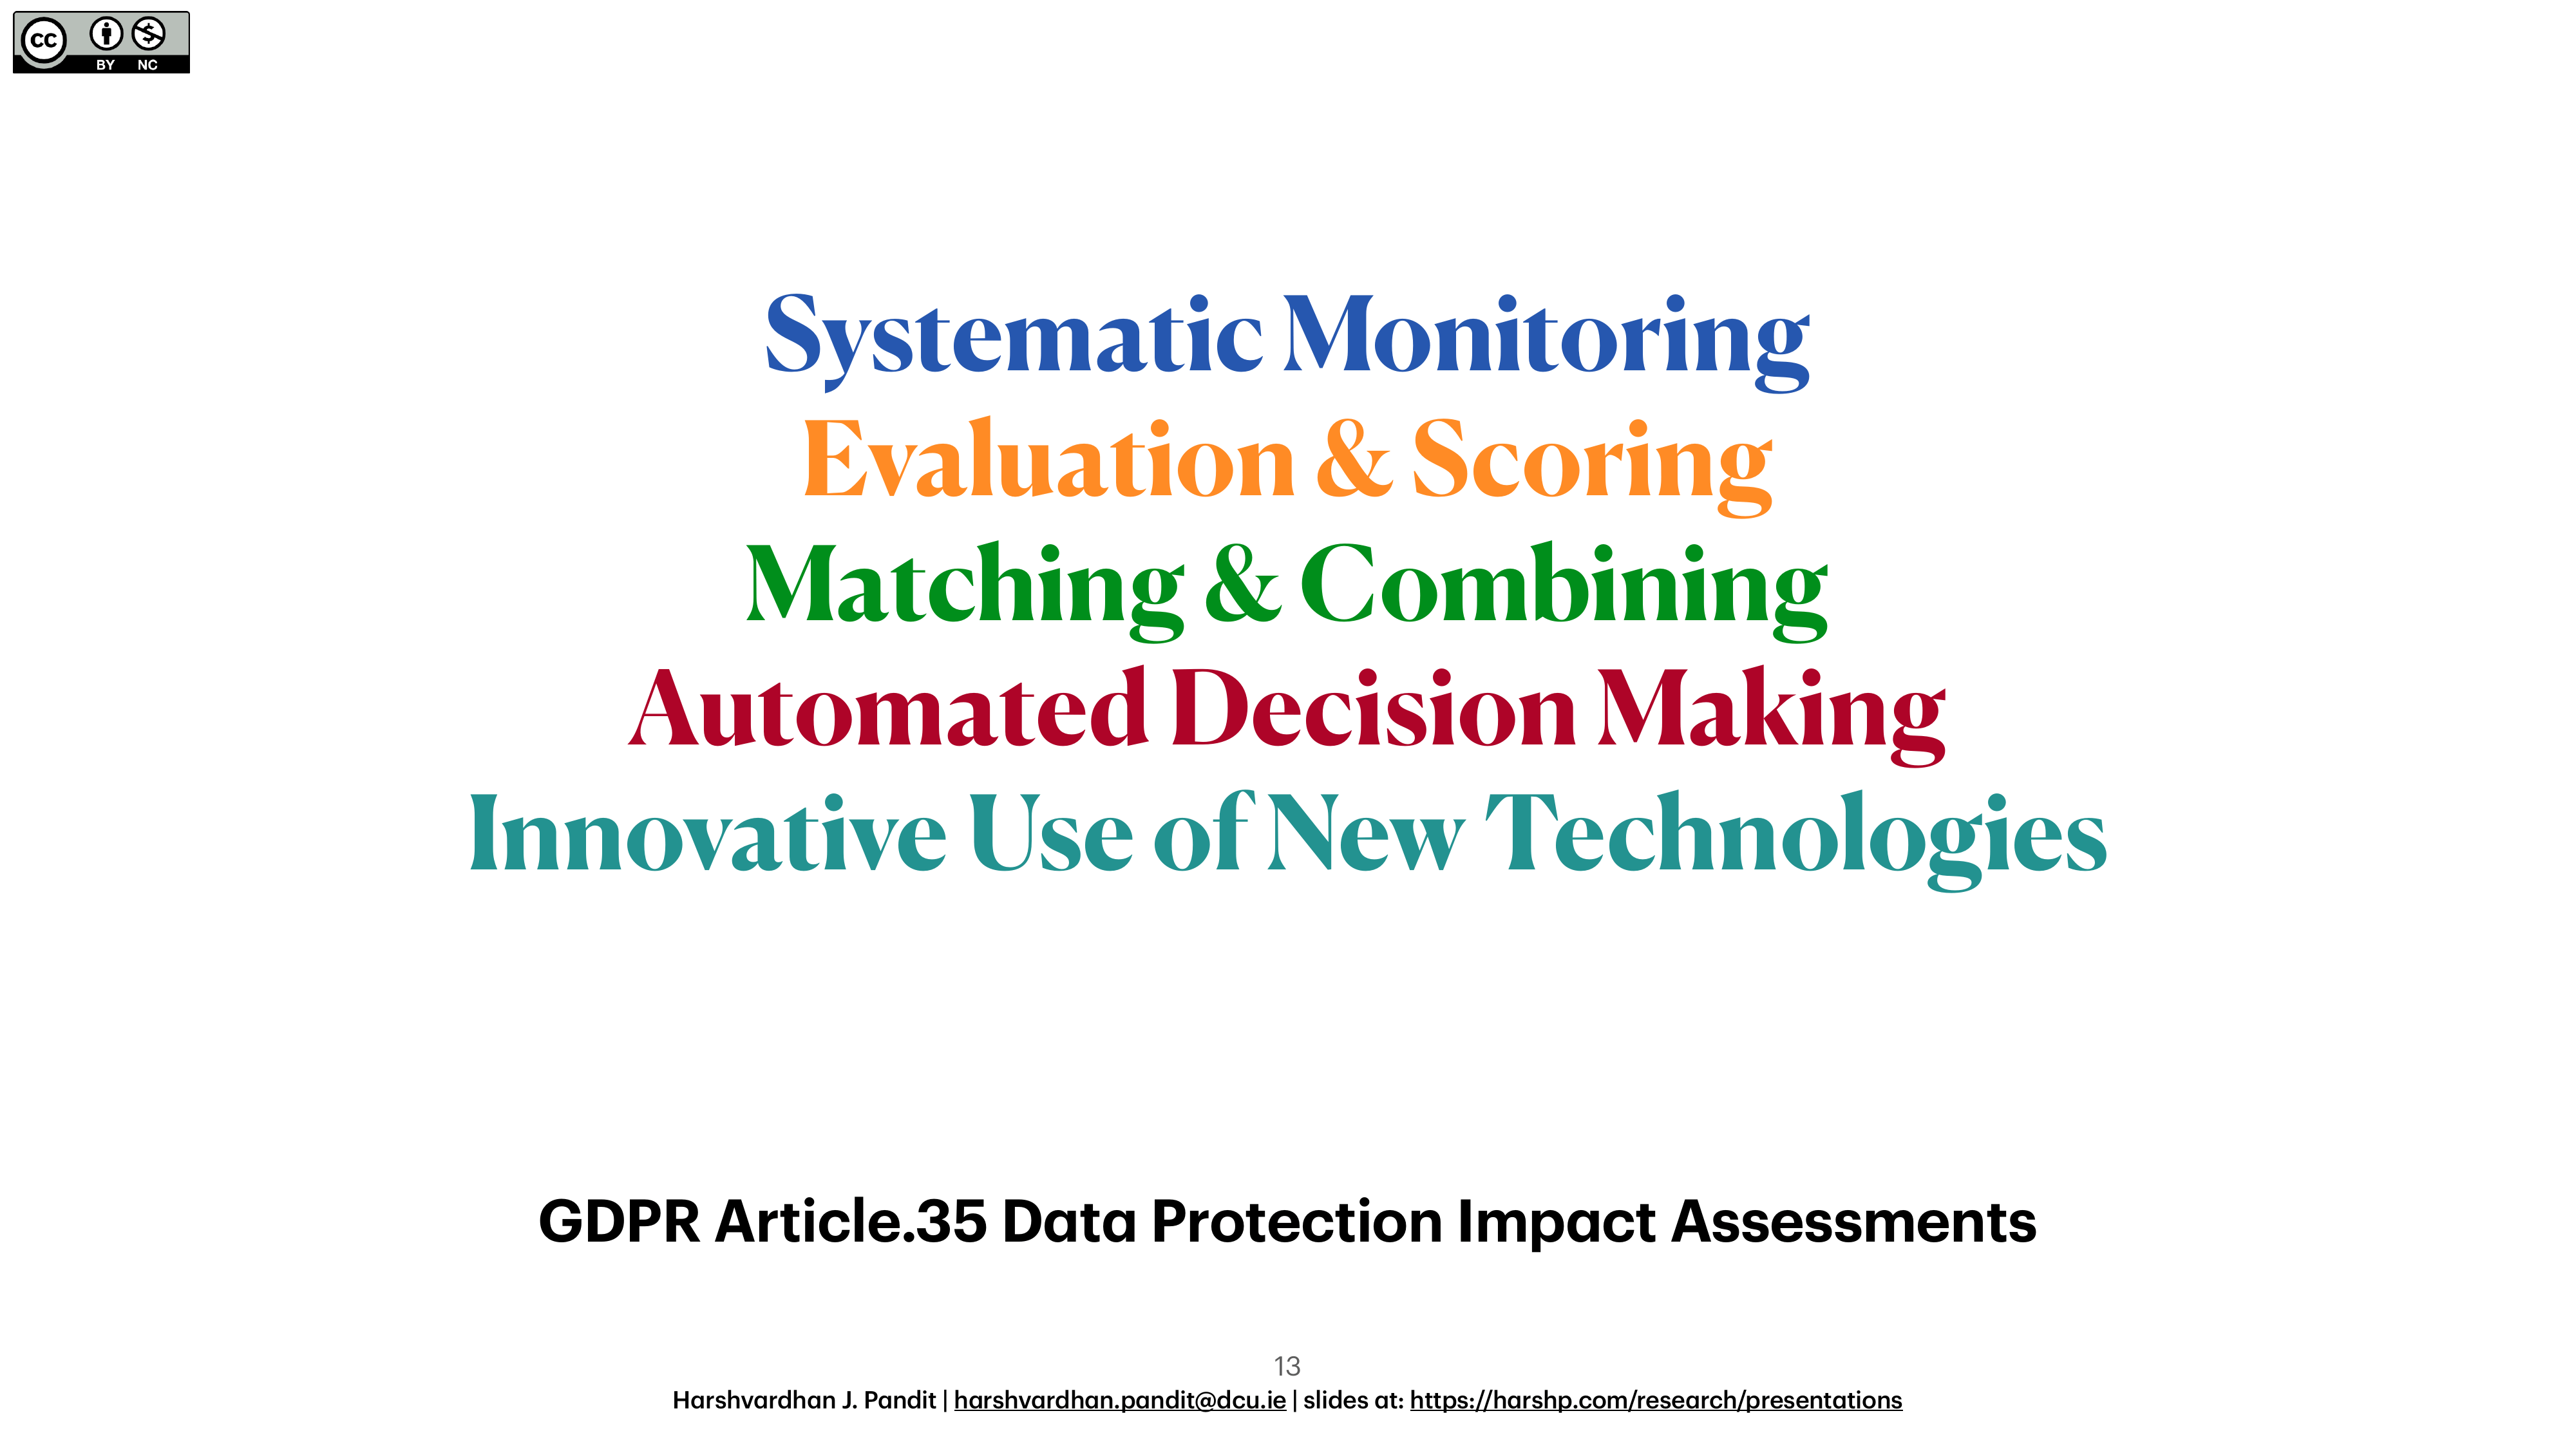 cc
BY NC
Systematic Monitoring
Evaluation & Scoring
Matching & Combining
Automated Decision Making
Innovative Use of New Technologies
GDPR Article.35 Data Protection Impact Assessments
13
Harshvardhan J. Pandit | harshvardhan.pandit@dcu.ie | slides at: https://harshp.com/research/presentations